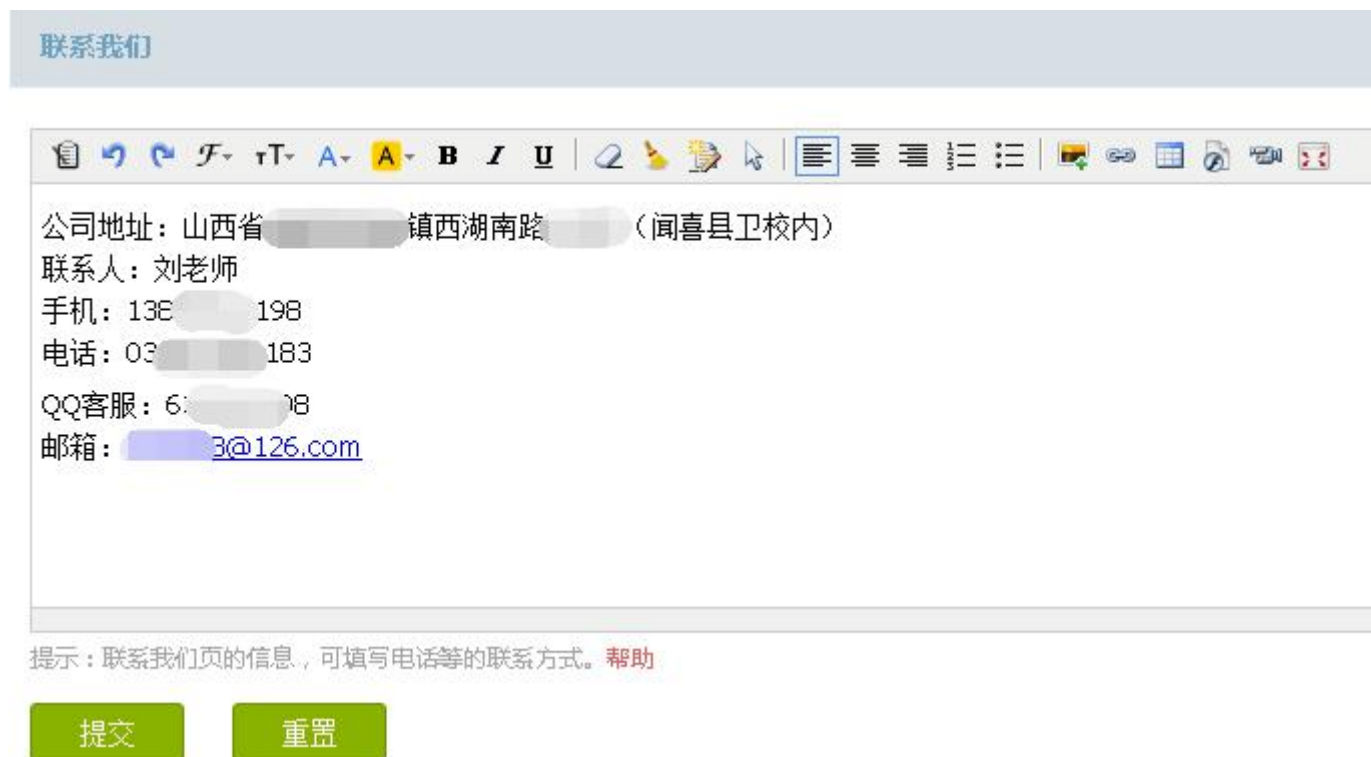 联系我们
公司地址：山西省 镇西湖南路 （闻喜县卫校内）
联系人：刘老师
手机：138 198
电话：03 183
QQ客服：6 08
邮箱： 3@126.com
提示：联系我们页的信息，可填写电话等的联系方式。帮助
提交 重置